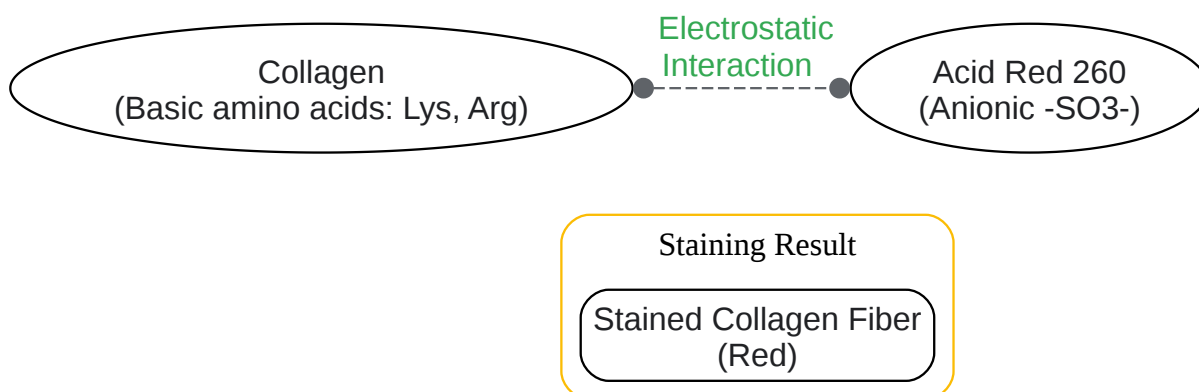 Collagen
(Basic amino acids: Lys, Arg)
Electrostatic
Interaction
Acid Red 260
(Anionic -SO3-)
Staining Result
Stained Collagen Fiber
(Red)